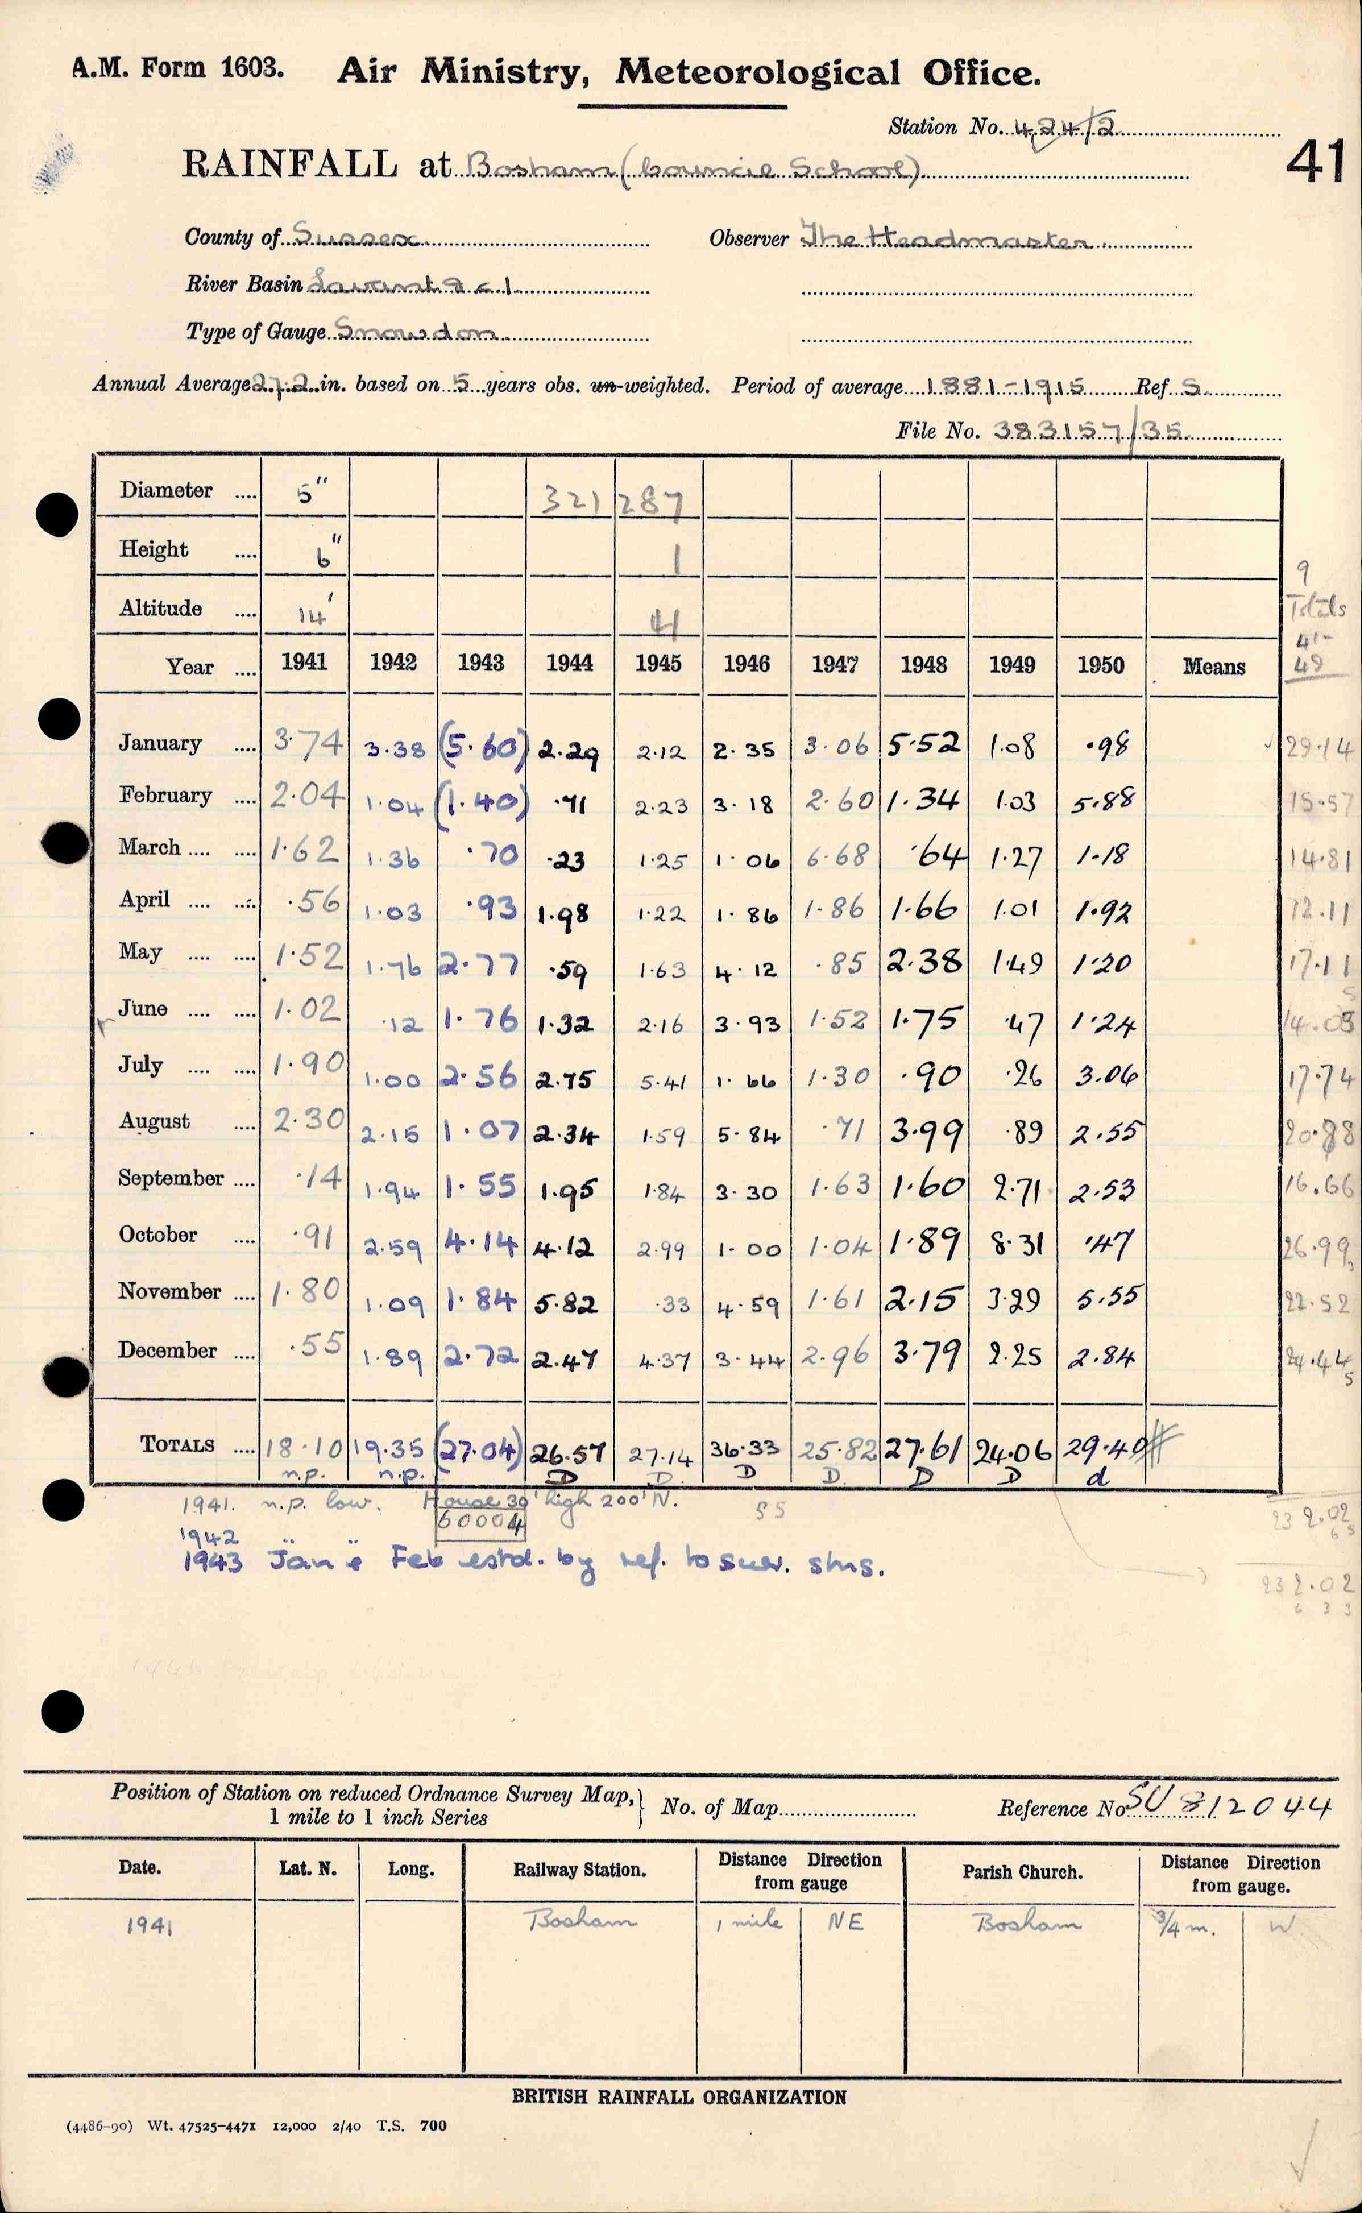 A.M. Form 1603. Air Ministry, Meteorological Office.
Station No. 424/2
41
RAINFALL at Bosham (Council School)
County of Sussex Observer The Headmaster
River Basin Lavant &c 1
Type of Gauge Snowdon
Annual Average 27.2 in. based on 5 years obs. un-weighted. Period of average 1881-1915 Ref S.
File No. 383157/35
Diameter .... 5" 321 287
Height .... 6" 1
Altitude .... 14' 41
9 Totals 41-49
Year .... 1941 1942 1943 1944 1945 1946 1947 1948 1949 1950 Means
January .... 3.74 3.38 (5.60) 2.29 2.12 2.35 3.06 5.52 1.08 .98 29.14
February .... 2.04 1.04 (1.40) .71 2.23 3.18 2.60 1.34 1.03 5.88 15.57
March .... .... 1.62 1.36 .70 .23 1.25 1.06 6.68 .64 1.27 1.18 14.81
April .... .... .56 1.03 .93 1.98 1.22 1.86 1.86 1.66 1.01 1.92 12.11
May .... .... 1.52 1.76 2.77 .59 1.63 4.12 .85 2.38 1.49 1.20 17.11
June .... .... 1.02 .12 1.76 1.32 2.16 3.93 1.52 1.75 .47 1.24 14.05
July .... .... 1.90 1.00 2.56 2.75 5.41 1.66 1.30 .90 .26 3.06 17.74
August .... 2.30 2.15 1.07 2.34 1.59 5.84 .71 3.99 .89 2.55 20.88
September .... .14 1.94 1.55 1.95 1.84 3.30 1.63 1.60 2.71 2.53 16.66
October .... .91 2.59 4.14 4.12 2.99 1.00 1.04 1.89 8.31 .47 26.99
November .... 1.80 1.09 1.84 5.82 .33 4.59 1.61 2.15 3.29 5.55 22.52
December .... .55 1.89 2.72 2.47 4.37 3.44 2.96 3.79 2.25 2.84 24.44
TOTALS .... 18.10 19.35 (27.04) 26.57 27.14 36.33 25.82 27.61 24.06 29.40
n.p. n.p. D D. D D. D D d
1941. n.p. low. House 30' high 200' N. SS
60004
232.02
1942
1943 Jan & Feb estd. by ref. to surr. stns.
232.02
Position of Station on reduced Ordnance Survey Map, 1 mile to 1 inch Series } No. of Map Reference No SU 812044
Date. Lat. N. Long. Railway Station. Distance Direction from gauge Parish Church. Distance Direction from gauge.
1941 Bosham 1 mile NE Bosham 3/4 m. W.
BRITISH RAINFALL ORGANIZATION
(4486-90) Wt. 47525-4471 12,000 2/40 T.S. 700